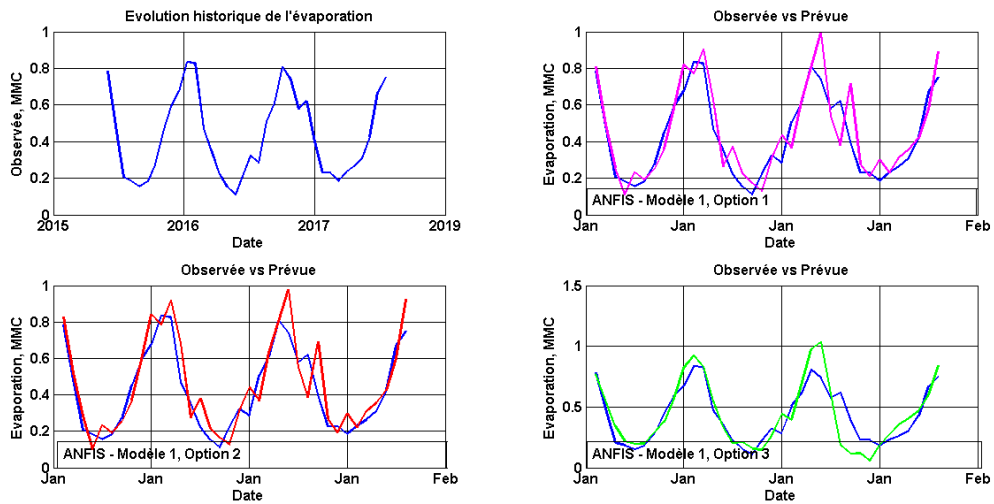 Evolution historique de l'évaporation
1
0.8
0.6
0.4
0.2
0
Observée, MMC
2015
2016
2017
2019
Date
Observée vs Prévue
1
0.8
0.6
0.4
0.2
0
Evaporation, MMC
ANFIS - Modèle 1, Option 1
Jan
Jan
Jan
Jan
Feb
Date
Observée vs Prévue
1
0.8
0.6
0.4
0.2
0
Evaporation, MMC
ANFIS - Modèle 1, Option 2
Jan
Jan
Jan
Jan
Feb
Date
Observée vs Prévue
1.5
1
0.5
0
Evaporation, MMC
ANFIS - Modèle 1, Option 3
Jan
Jan
Jan
Jan
Feb
Date